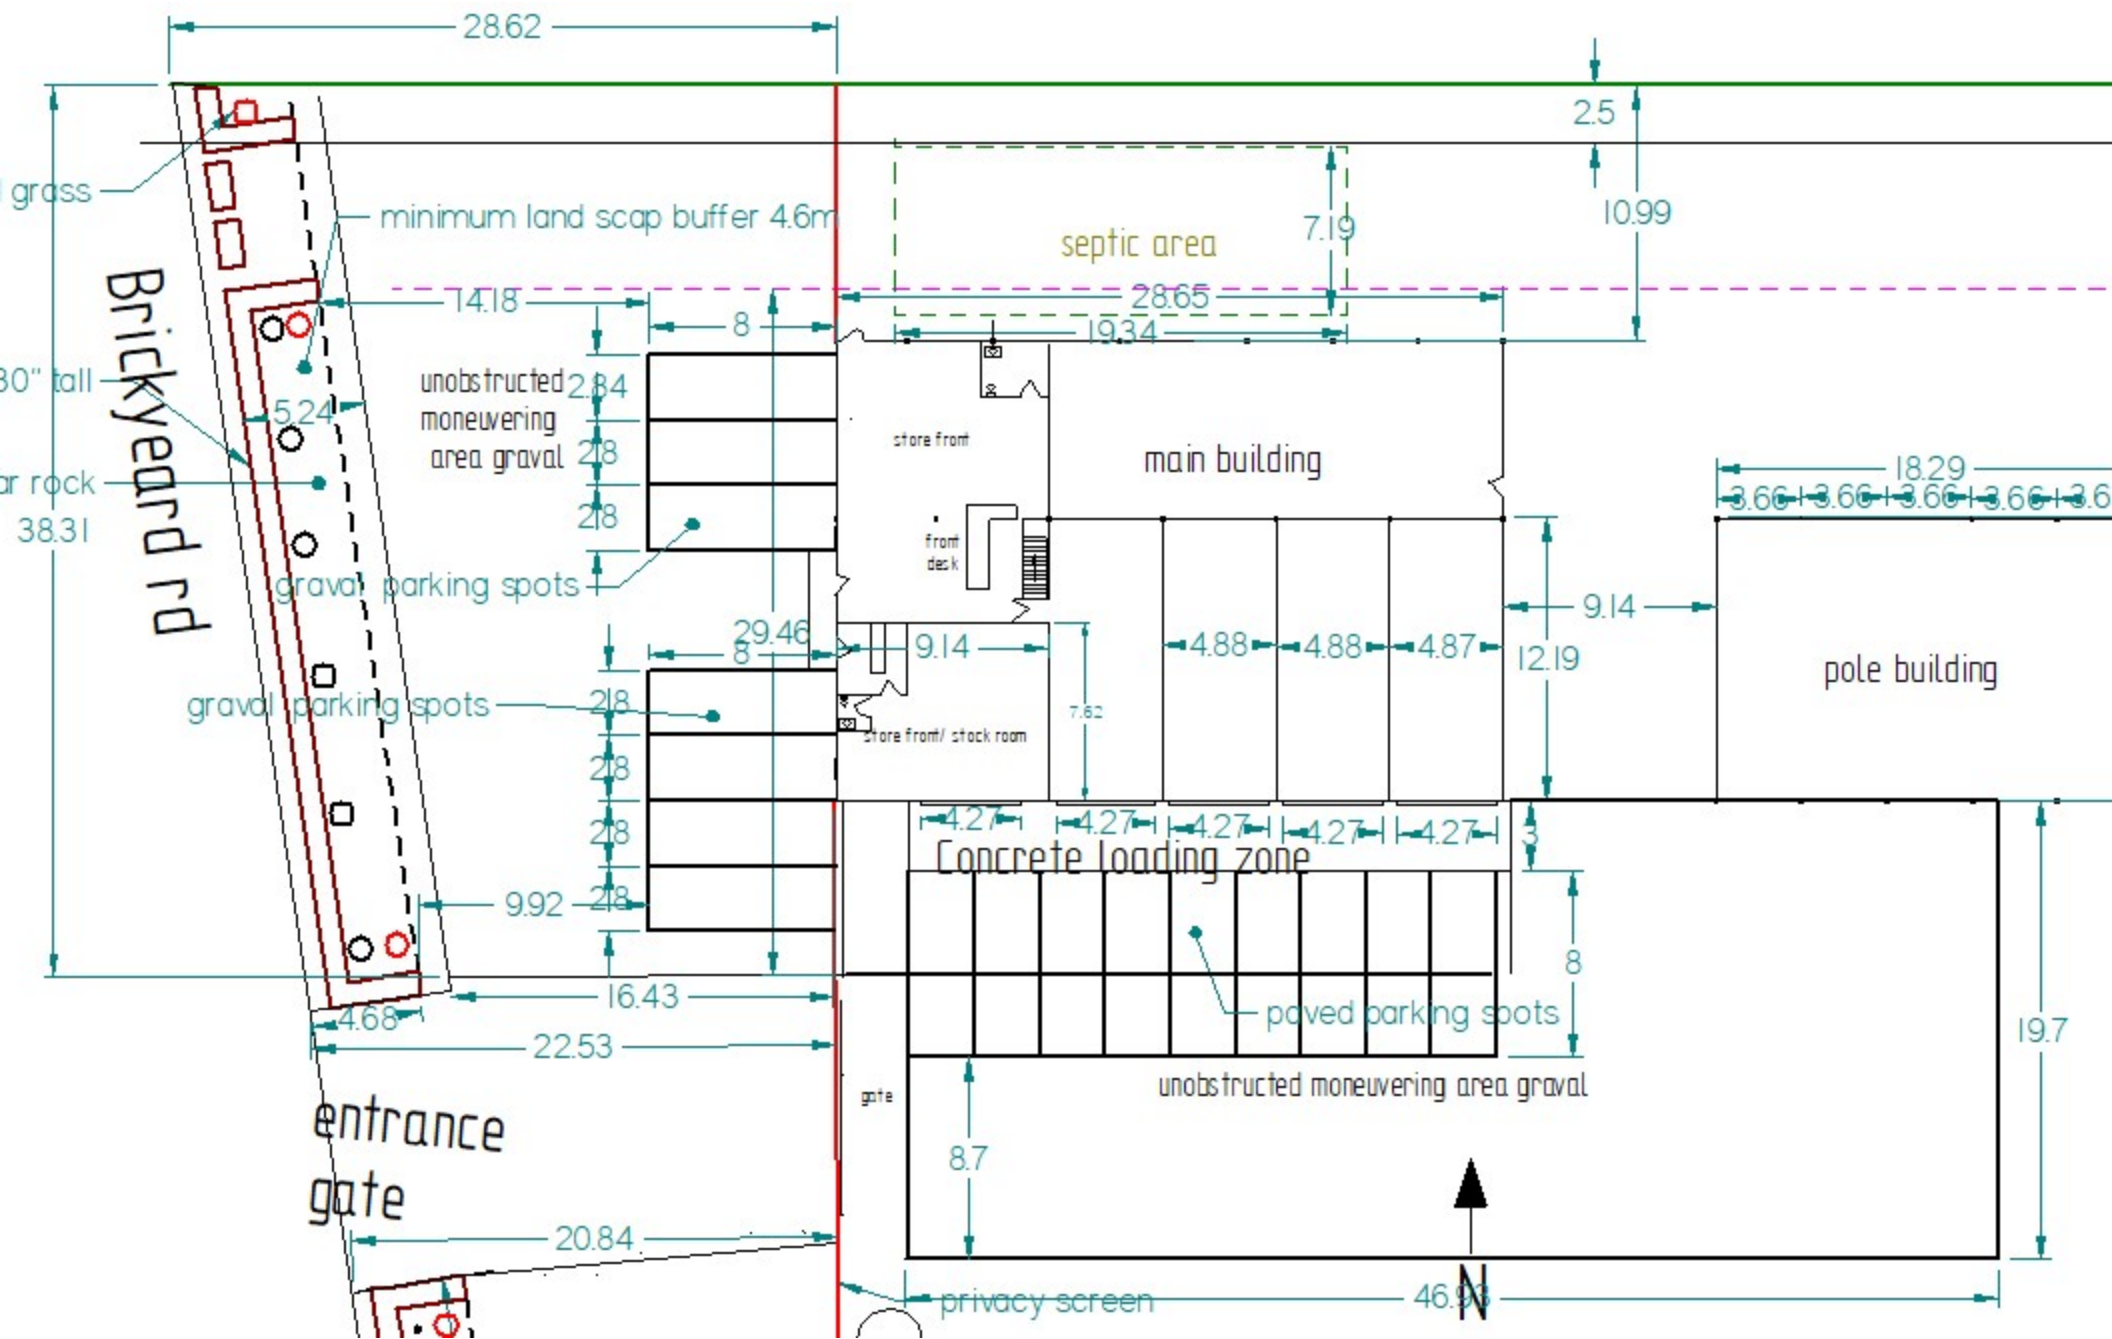 28.62
2.5
grass
minimum land scap buffer 4.6m
septic area
7.19
10.99
14.18
28.65
8
19.34
unobstructed
moneuvering
area graval
2.84
30" tall
5.24
store front
main building
2.8
18.29
3.66 3.66 3.66 3.66 3.6
ar rock
38.31
2.8
front
desk
Brickyeard rd
graval parking spots
9.14
29.46
8
9.14
4.88
4.88
4.87
12.19
pole building
graval parking spots
2.8
7.62
store front/ stock room
2.8
4.27
4.27
4.27
4.27
4.27
3
2.8
Concrete loading zone
9.92
2.8
8
16.43
4.68
paved parking spots
22.53
19.7
unobstructed moneuvering area graval
gate
entrance
gate
8.7
20.84
N
privacy screen
46.93